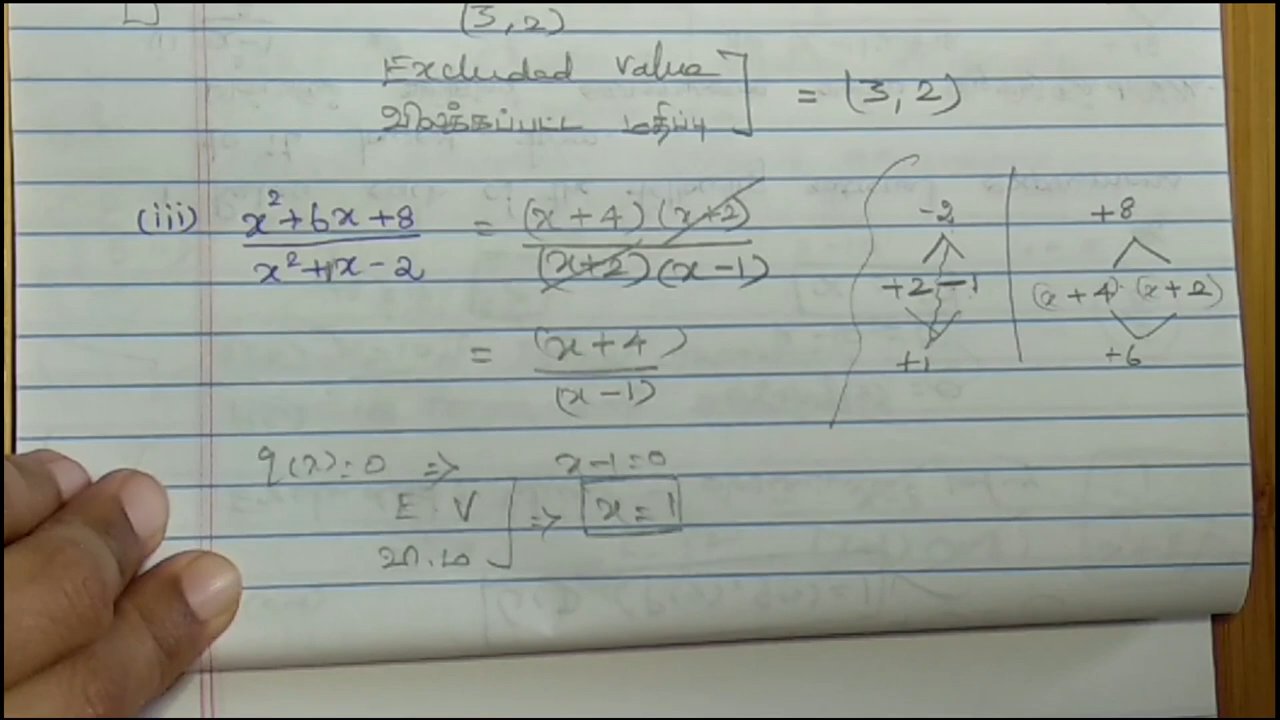 (3,2)
Excluded value
விலக்கப்பட்ட மதிப்பு
= (3,2)
(iii) x²+6x+8 / x²+1x-2 = (x+4)(x+2) / (x+2)(x-1)
= (x+4) / (x-1)
q(x)=0 => x-1=0
E. V
வி.ம
=> x=1
-2
+2 -1
+1
+8
(x+4) (x+2)
+6